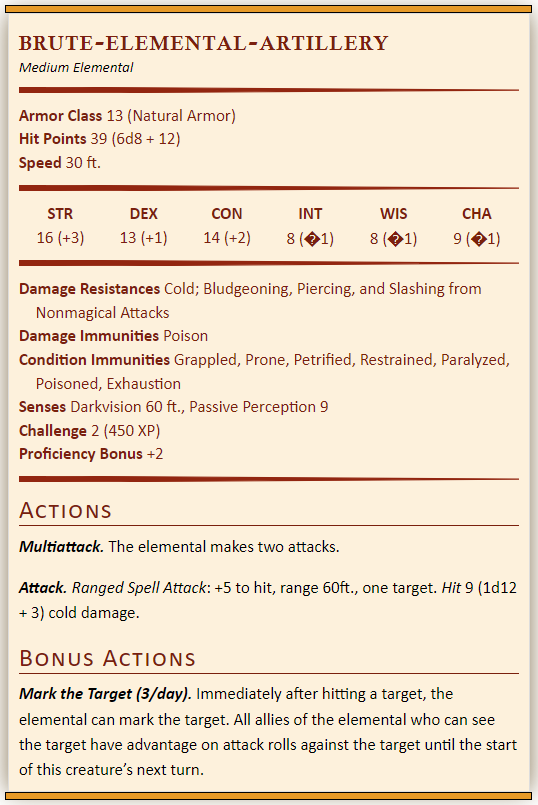 BRUTE-ELEMENTAL-ARTILLERY
Medium Elemental
Armor Class 13 (Natural Armor)
Hit Points 39 (6d8 + 12)
Speed 30 ft.
STR DEX CON INT WIS CHA
16 (+3) 13 (+1) 14 (+2) 8 (�1) 8 (�1) 9 (�1)
Damage Resistances Cold; Bludgeoning, Piercing, and Slashing from
Nonmagical Attacks
Damage Immunities Poison
Condition Immunities Grappled, Prone, Petrified, Restrained, Paralyzed,
Poisoned, Exhaustion
Senses Darkvision 60 ft., Passive Perception 9
Challenge 2 (450 XP)
Proficiency Bonus +2
Actions
Multiattack. The elemental makes two attacks.
Attack. Ranged Spell Attack: +5 to hit, range 60ft., one target. Hit 9 (1d12
+ 3) cold damage.
Bonus Actions
Mark the Target (3/day). Immediately after hitting a target, the
elemental can mark the target. All allies of the elemental who can see
the target have advantage on attack rolls against the target until the start
of this creature’s next turn.